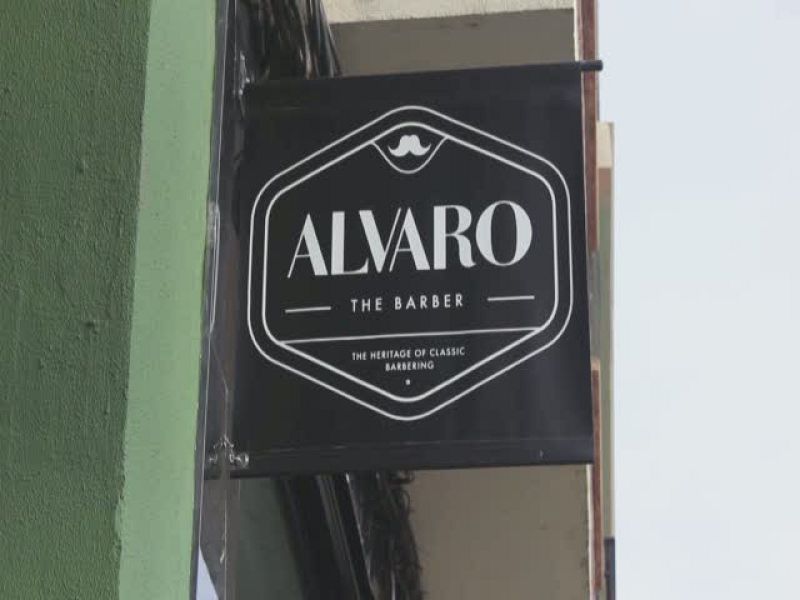 ALVARO
THE BARBER
THE HERITAGE OF CLASSIC
BARBERING